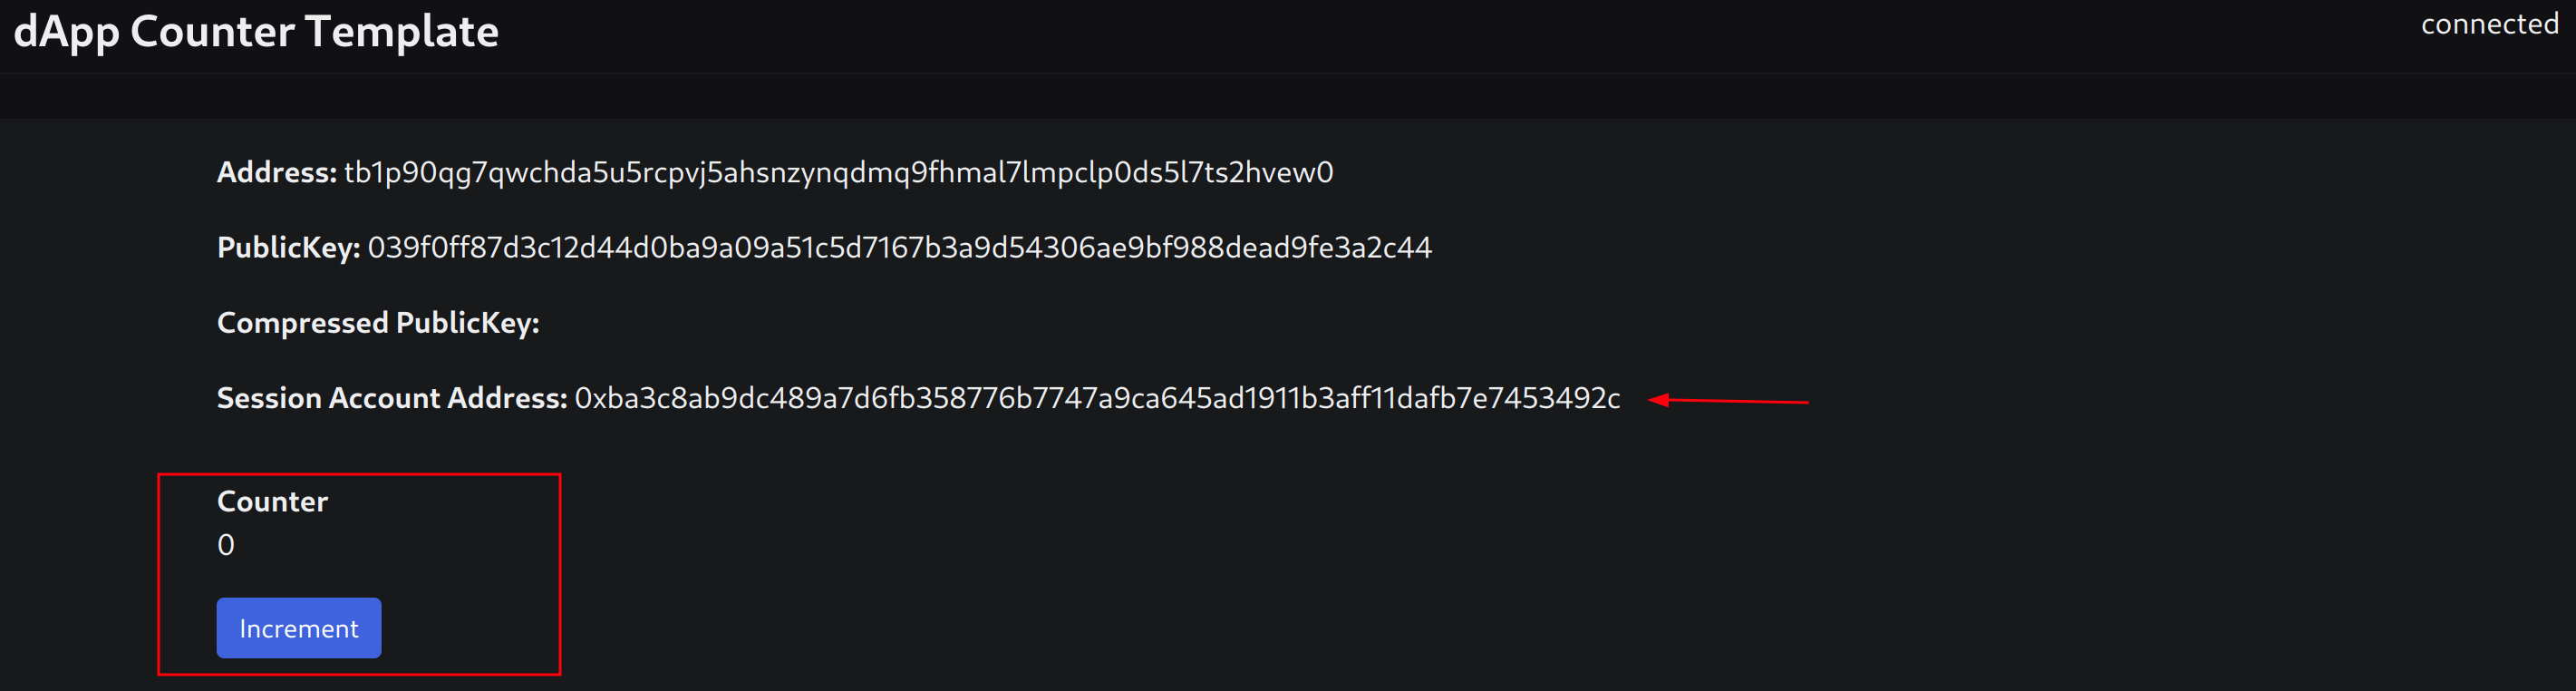 dApp Counter Template
connected
Address: tb1p90qg7qwchda5u5rcpvj5ahsnzynqdmq9fhmal7lmpclp0ds5l7ts2hvew0
PublicKey: 039f0ff87d3c12d44d0ba9a09a51c5d7167b3a9d54306ae9bf988dead9fe3a2c44
Compressed PublicKey:
Session Account Address: 0xba3c8ab9dc489a7d6fb358776b7747a9ca645ad1911b3aff11dafb7e7453492c
Counter
0
Increment